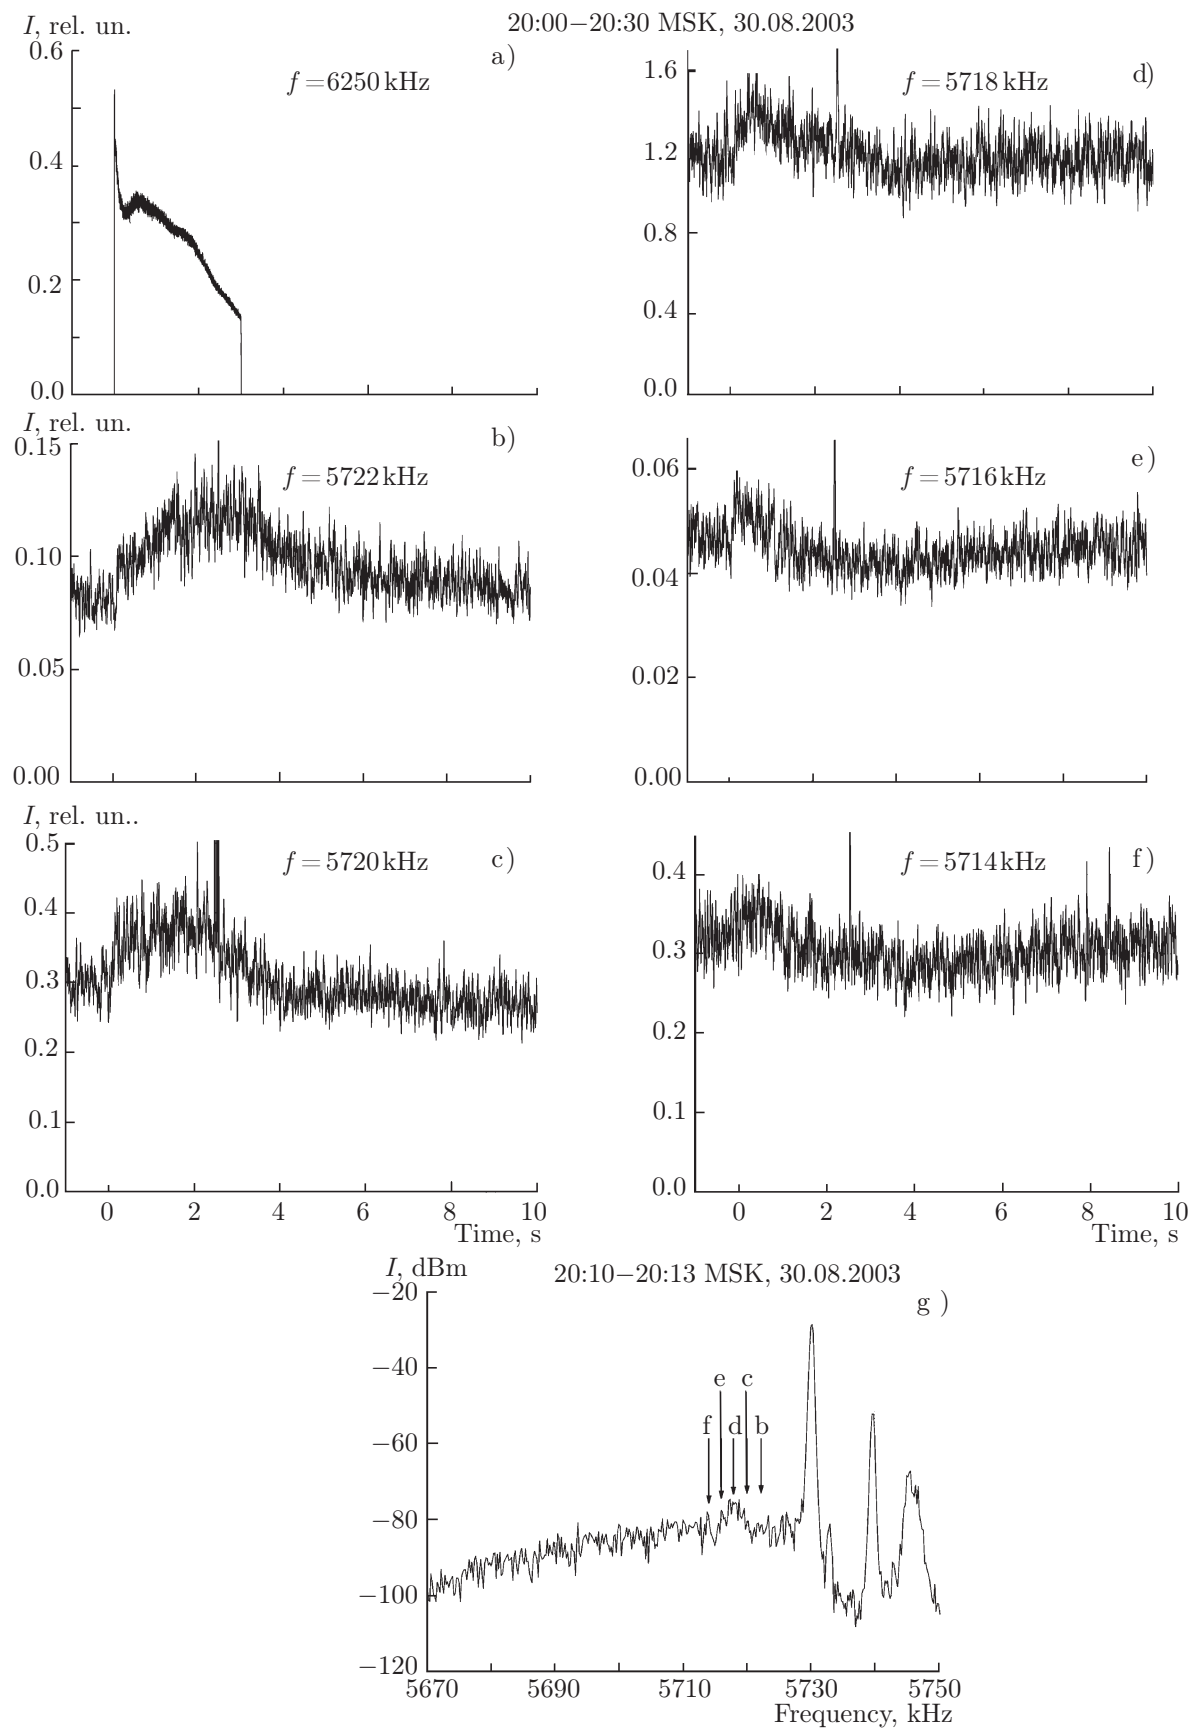 20:00−20:30 MSK, 30.08.2003
I, rel. un.
a)
f = 6250 kHz
0.6
0.4
0.2
0.0
d)
f = 5718 kHz
1.6
1.2
0.8
0.4
0.0
I, rel. un.
b)
f = 5722 kHz
0.15
0.10
0.05
0.00
e)
f = 5716 kHz
0.06
0.04
0.02
0.00
I, rel. un..
c)
f = 5720 kHz
0.5
0.4
0.3
0.2
0.1
0.0
0 2 4 6 8 10
Time, s
f)
f = 5714 kHz
0.4
0.3
0.2
0.1
0.0
0 2 4 6 8 10
Time, s
I, dBm
20:10−20:13 MSK, 30.08.2003
g )
−20
−40
−60
−80
−100
−120
e c
f d b
5670 5690 5710 5730 5750
Frequency, kHz